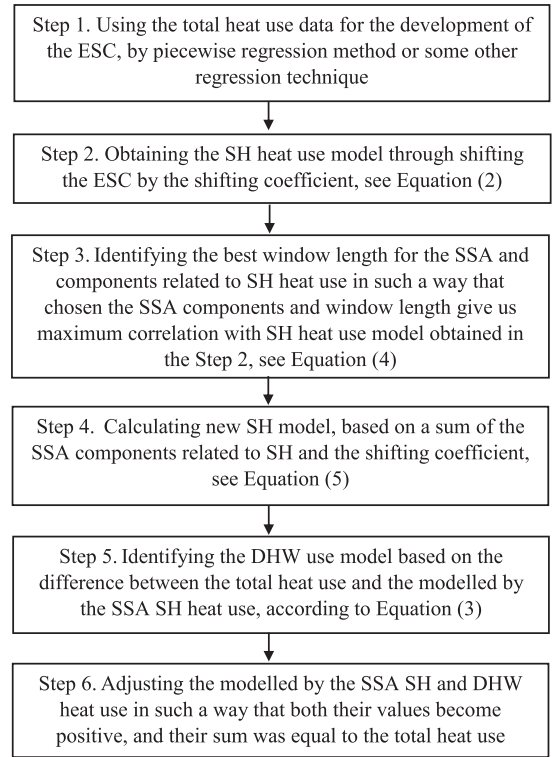 Step 1. Using the total heat use data for the development of
the ESC, by piecewise regression method or some other
regression technique
Step 2. Obtaining the SH heat use model through shifting
the ESC by the shifting coefficient, see Equation (2)
Step 3. Identifying the best window length for the SSA and
components related to SH heat use in such a way that
chosen the SSA components and window length give us
maximum correlation with SH heat use model obtained in
the Step 2, see Equation (4)
Step 4. Calculating new SH model, based on a sum of the
SSA components related to SH and the shifting coefficient,
see Equation (5)
Step 5. Identifying the DHW use model based on the
difference between the total heat use and the modelled by
the SSA SH heat use, according to Equation (3)
Step 6. Adjusting the modelled by the SSA SH and DHW
heat use in such a way that both their values become
positive, and their sum was equal to the total heat use